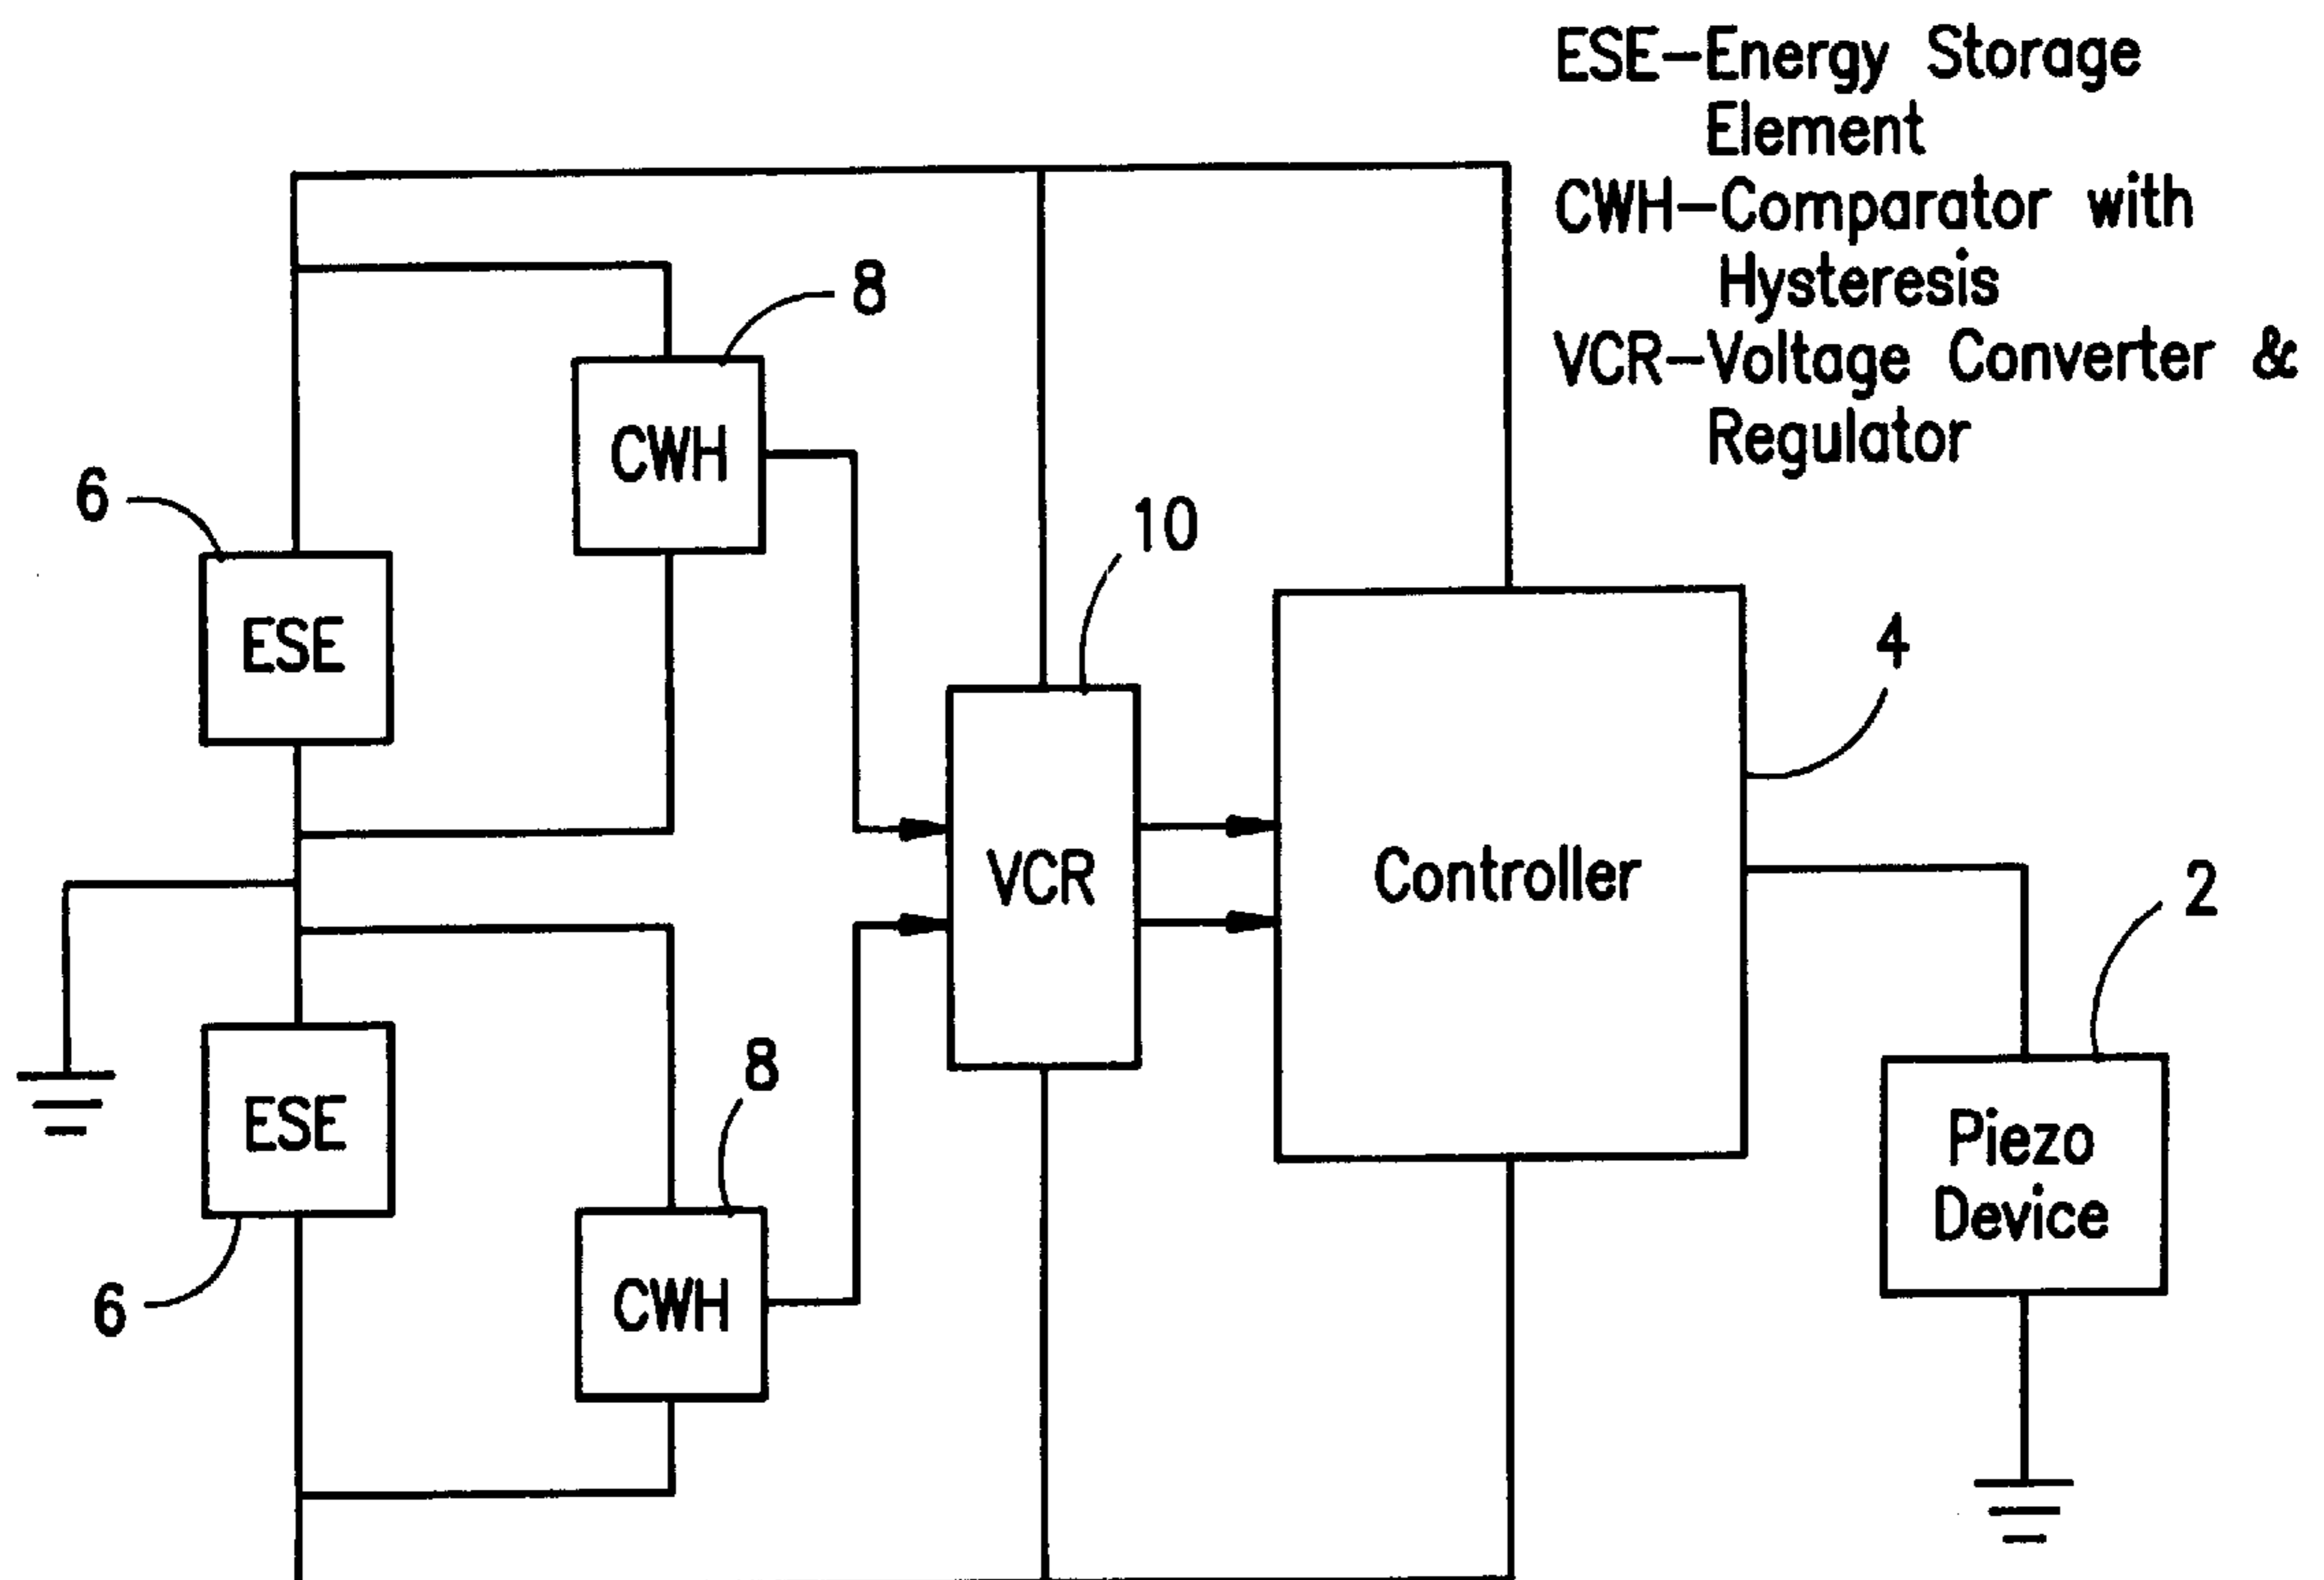 ESE-Energy Storage
Element
CWH-Comparator with
Hysteresis
VCR-Voltage Converter &
Regulator
8
CWH
6
10
ESE
4
VCR
Controller
2
8
ESE
Piezo
Device
6
CWH